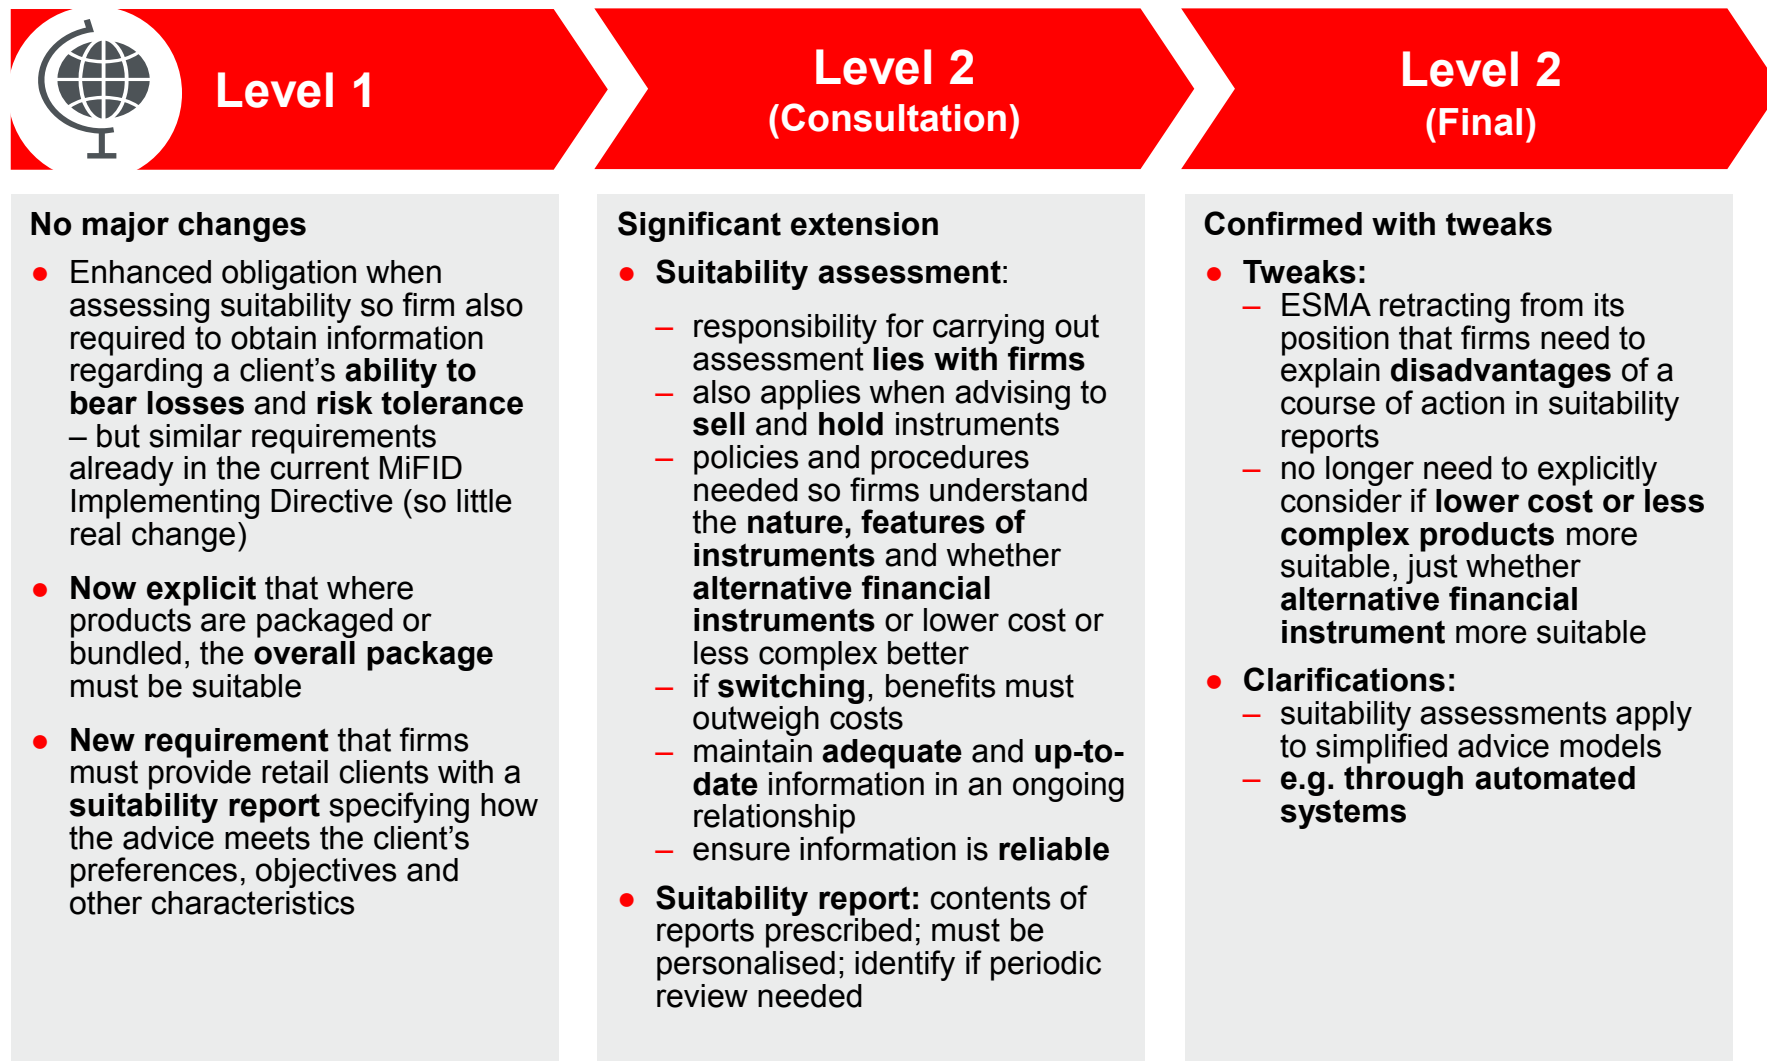 Level 1
Level 2
(Consultation)
Level 2
(Final)
No major changes
● Enhanced obligation when
assessing suitability so firm also
required to obtain information
regarding a client’s ability to
bear losses and risk tolerance
– but similar requirements
already in the current MiFID
Implementing Directive (so little
real change)
● Now explicit that where
products are packaged or
bundled, the overall package
must be suitable
● New requirement that firms
must provide retail clients with a
suitability report specifying how
the advice meets the client’s
preferences, objectives and
other characteristics
Significant extension
● Suitability assessment:
– responsibility for carrying out
assessment lies with firms
– also applies when advising to
sell and hold instruments
– policies and procedures
needed so firms understand
the nature, features of
instruments and whether
alternative financial
instruments or lower cost or
less complex better
– if switching, benefits must
outweigh costs
– maintain adequate and up-to-
date information in an ongoing
relationship
– ensure information is reliable
● Suitability report: contents of
reports prescribed; must be
personalised; identify if periodic
review needed
Confirmed with tweaks
● Tweaks:
– ESMA retracting from its
position that firms need to
explain disadvantages of a
course of action in suitability
reports
– no longer need to explicitly
consider if lower cost or less
complex products more
suitable, just whether
alternative financial
instrument more suitable
● Clarifications:
– suitability assessments apply
to simplified advice models
– e.g. through automated
systems